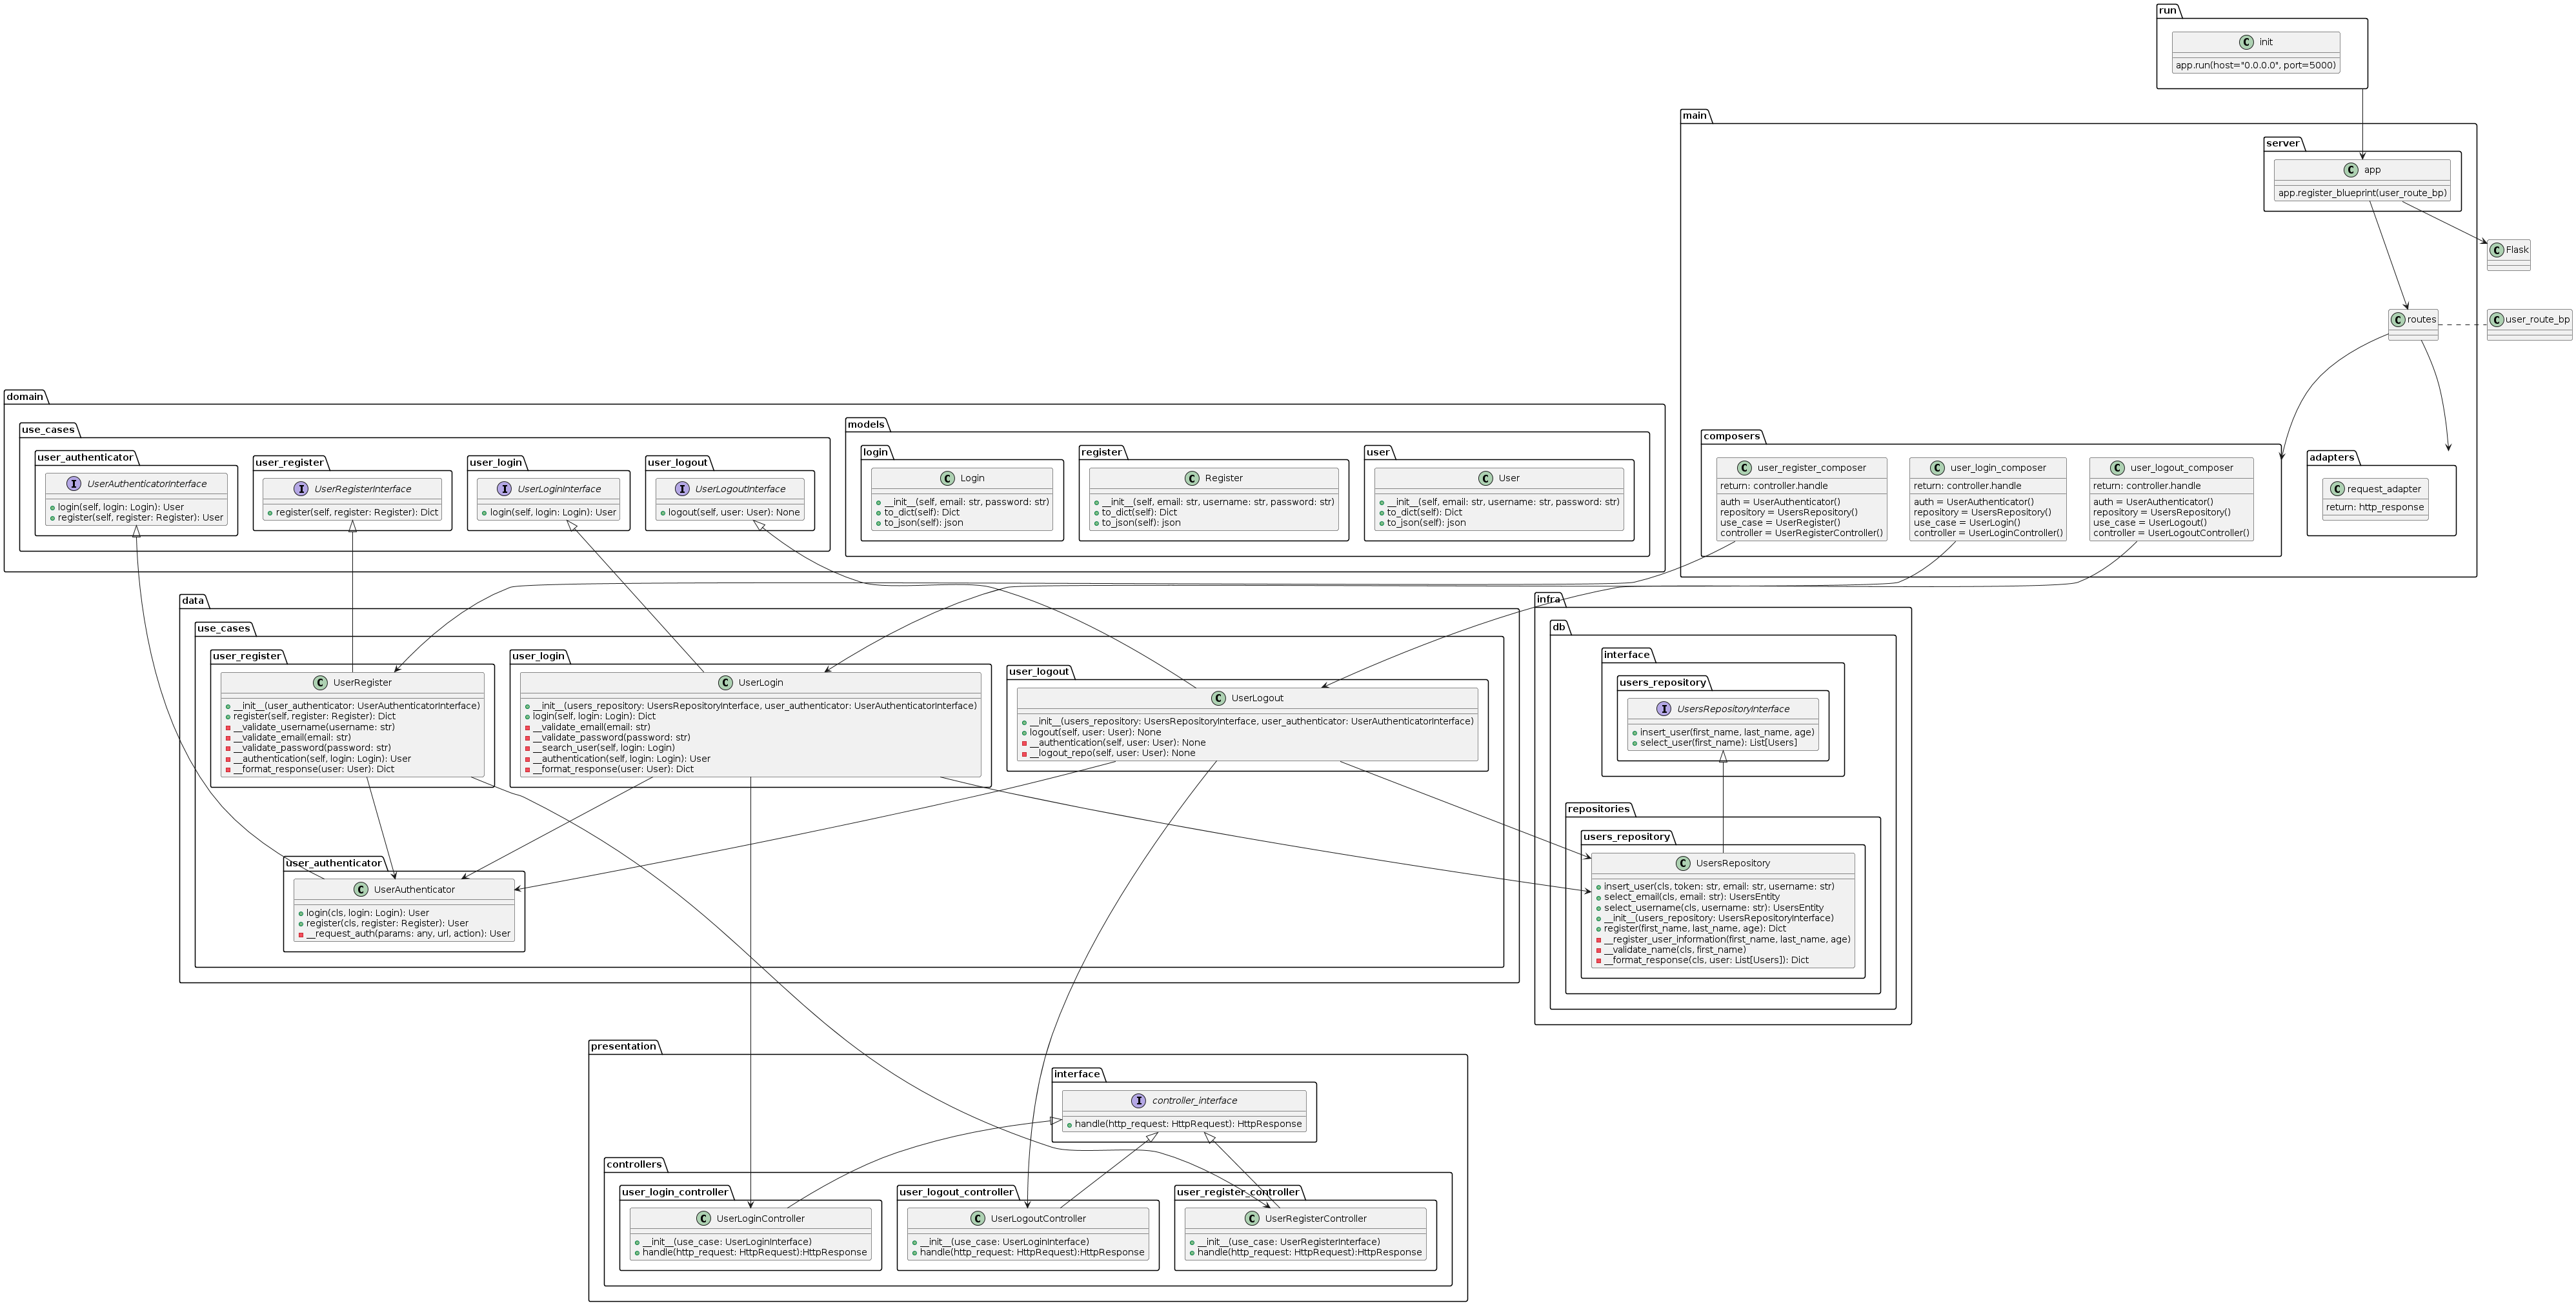 run
C init
app.run(host="0.0.0.0", port=5000)
main
server
C app
app.register_blueprint(user_route_bp)
C Flask
C routes
C user_route_bp
domain
use_cases
user_authenticator
I UserAuthenticatorInterface
login(self, login: Login): User
register(self, register: Register): User
user_register
I UserRegisterInterface
register(self, register: Register): Dict
user_login
I UserLoginInterface
login(self, login: Login): User
user_logout
I UserLogoutInterface
logout(self, user: User): None
models
login
C Login
__init__(self, email: str, password: str)
to_dict(self): Dict
to_json(self): json
register
C Register
__init__(self, email: str, username: str, password: str)
to_dict(self): Dict
to_json(self): json
user
C User
__init__(self, email: str, username: str, password: str)
to_dict(self): Dict
to_json(self): json
composers
C user_register_composer
return: controller.handle
auth = UserAuthenticator()
repository = UsersRepository()
use_case = UserRegister()
controller = UserRegisterController()
C user_login_composer
return: controller.handle
auth = UserAuthenticator()
repository = UsersRepository()
use_case = UserLogin()
controller = UserLoginController()
C user_logout_composer
return: controller.handle
auth = UserAuthenticator()
repository = UsersRepository()
use_case = UserLogout()
controller = UserLogoutController()
adapters
C request_adapter
return: http_response
data
use_cases
user_register
C UserRegister
__init__(user_authenticator: UserAuthenticatorInterface)
register(self, register: Register): Dict
__validate_username(username: str)
__validate_email(email: str)
__validate_password(password: str)
__authentication(self, login: Login): User
__format_response(user: User): Dict
user_login
C UserLogin
__init__(users_repository: UsersRepositoryInterface, user_authenticator: UserAuthenticatorInterface)
login(self, login: Login): Dict
__validate_email(email: str)
__validate_password(password: str)
__search_user(self, login: Login)
__authentication(self, login: Login): User
__format_response(user: User): Dict
user_logout
C UserLogout
__init__(users_repository: UsersRepositoryInterface, user_authenticator: UserAuthenticatorInterface)
logout(self, user: User): None
__authentication(self, user: User): None
__logout_repo(self, user: User): None
user_authenticator
C UserAuthenticator
login(cls, login: Login): User
register(cls, register: Register): User
__request_auth(params: any, url, action): User
infra
db
interface
users_repository
I UsersRepositoryInterface
insert_user(first_name, last_name, age)
select_user(first_name): List[Users]
repositories
users_repository
C UsersRepository
insert_user(cls, token: str, email: str, username: str)
select_email(cls, email: str): UsersEntity
select_username(cls, username: str): UsersEntity
__init__(users_repository: UsersRepositoryInterface)
register(first_name, last_name, age): Dict
__register_user_information(first_name, last_name, age)
__validate_name(cls, first_name)
__format_response(cls, user: List[Users]): Dict
presentation
interface
I controller_interface
handle(http_request: HttpRequest): HttpResponse
controllers
user_login_controller
C UserLoginController
__init__(use_case: UserLoginInterface)
handle(http_request: HttpRequest):HttpResponse
user_logout_controller
C UserLogoutController
__init__(use_case: UserLoginInterface)
handle(http_request: HttpRequest):HttpResponse
user_register_controller
C UserRegisterController
__init__(use_case: UserRegisterInterface)
handle(http_request: HttpRequest):HttpResponse